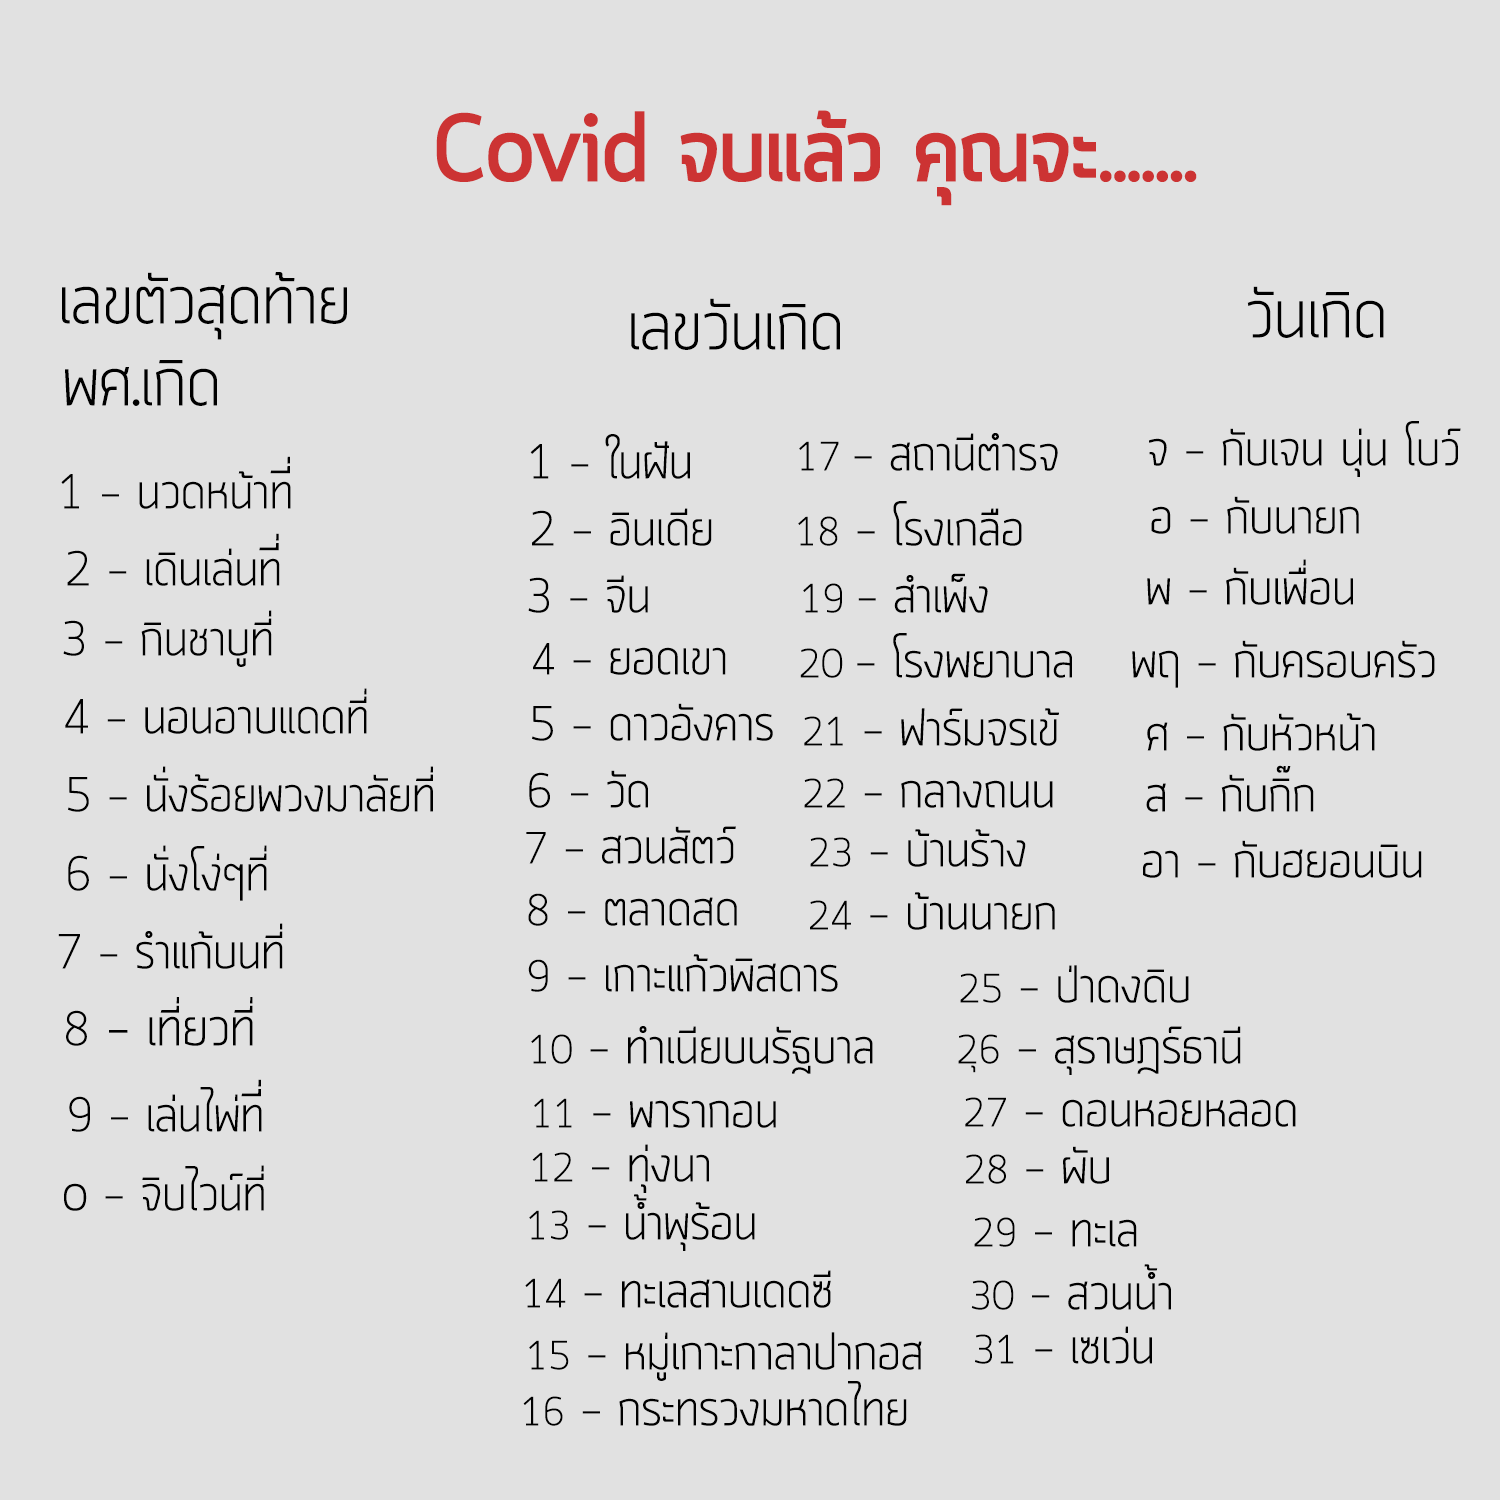 Covid จบแล้ว คุณจะ.......
เลขตัวสุดท้าย
พศ.เกิด
1 – นวดหน้าที่
2 – เดินเล่นที่
3 – กินชาบูที่
4 – นอนอาบแดดที่
5 – นั่งร้อยพวงมาลัยที่
6 – นั่งโง่ๆที่
7 – รำแก้บนที่
8 – เที่ยวที่
9 – เล่นไพ่ที่
0 – จิบไวน์ที่
เลขวันเกิด
1 – ในฝัน
2 – อินเดีย
3 – จีน
4 – ยอดเขา
5 – ดาวอังคาร
6 – วัด
7 – สวนสัตว์
8 – ตลาดสด
9 – เกาะแก้วพิสดาร
10 – ทำเนียบนรัฐบาล
11 – พารากอน
12 – ทุ่งนา
13 – น้ำพุร้อน
14 – ทะเลสาบเดดซี
15 – หมู่เกาะกาลาปากอส
16 – กระทรวงมหาดไทย
17 – สถานีตำรจ
18 – โรงเกลือ
19 – สำเพ็ง
20 – โรงพยาบาล
21 – ฟาร์มจรเข้
22 – กลางถนน
23 – บ้านร้าง
24 – บ้านนายก
25 – ป่าดงดิบ
26 – สุราษฎร์ธานี
27 – ดอนหอยหลอด
28 – ผับ
29 – ทะเล
30 – สวนน้ำ
31 – เซเว่น
วันเกิด
จ – กับเจน นุ่น โบว์
อ – กับนายก
พ – กับเพื่อน
พฤ – กับครอบครัว
ศ – กับหัวหน้า
ส – กับกิ๊ก
อา – กับฮยอนบิน